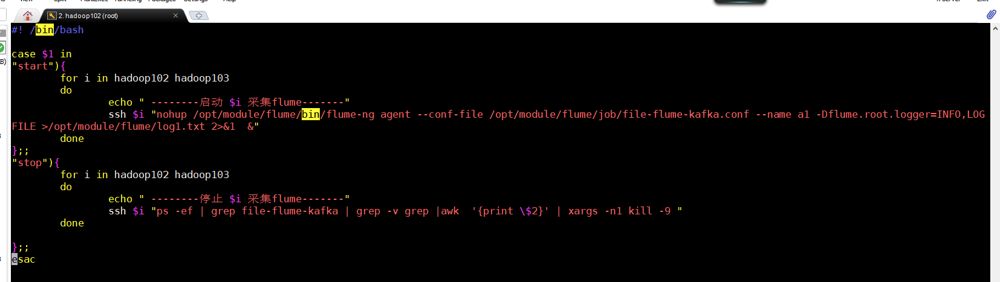 2. hadoop102 (root)
#! /bin/bash
case $1 in
"start"){
        for i in hadoop102 hadoop103
        do
                echo " --------启动 $i 采集flume-------"
                ssh $i "nohup /opt/module/flume/bin/flume-ng agent --conf-file /opt/module/flume/job/file-flume-kafka.conf --name a1 -Dflume.root.logger=INFO,LOG
FILE >/opt/module/flume/log1.txt 2>&1  &"
        done
};;
"stop"){
        for i in hadoop102 hadoop103
        do
                echo " --------停止 $i 采集flume-------"
                ssh $i "ps -ef | grep file-flume-kafka | grep -v grep |awk  '{print \$2}' | xargs -n1 kill -9 "
        done
};;
esac